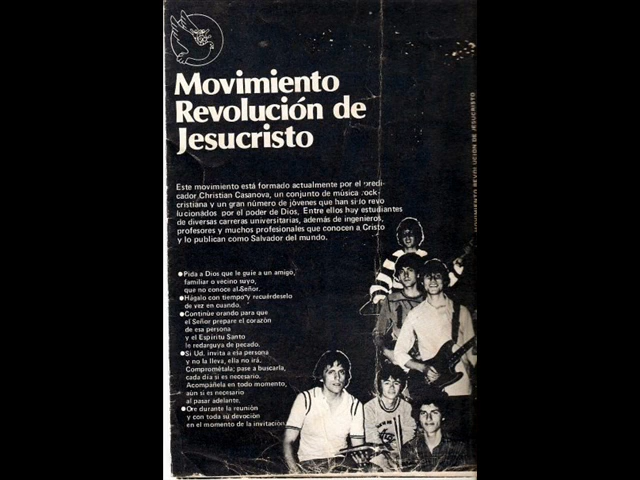 Movimiento
Revolución de
Jesucristo
Este movimiento está formado actualmente por el predi-
cador Christian Casanova, un conjunto de música rock-
cristiana y un gran número de jóvenes que han sido revo
lucionados por el poder de Dios, Entre ellos hay estudiantes
de diversas carreras universitarias, además de ingenieros,
profesores y muchos profesionales que conocen a Cristo
y lo publican como Salvador del mundo.
●Pida a Dios que le guíe a un amigo,
familiar o vecino suyo,
que no conoce al Señor.
●Hágalo con tiempo y recuérdeselo
de vez en cuando.
●Continúe orando para que
el Señor prepare el corazón
de esa persona
y el Espíritu Santo
le redarguya de pecado.
●Si Ud. invita a esa persona
y no la lleva, ella no irá.
Comprométala; pase a buscarla,
cada día si es necesario.
Acompáñela en todo momento,
aún si es necesario
al pasar adelante.
●Ore durante la reunión
y con toda su devoción
en el momento de la invitación.
MOVIMIENTO REVOLUCION DE JESUCRISTO